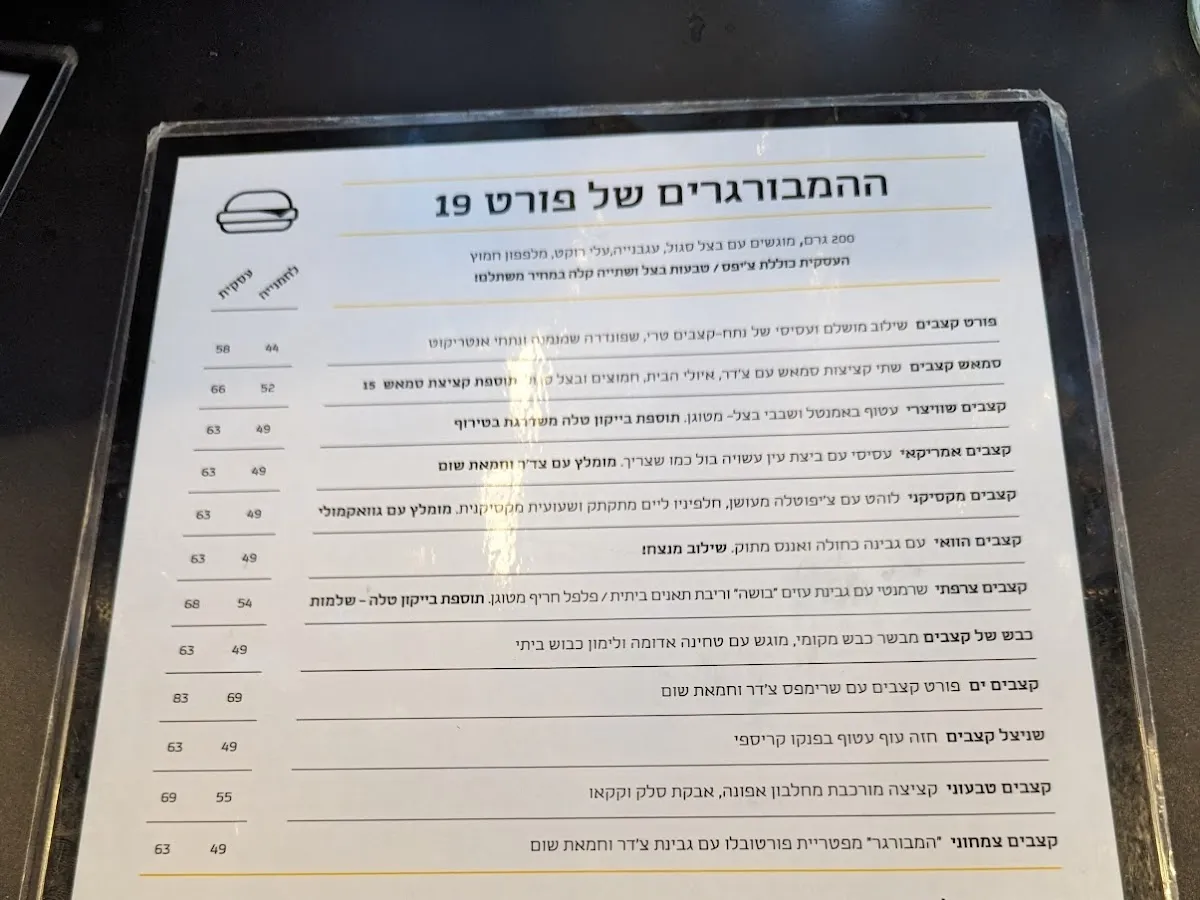 ההמבורגרים של פורט 19
200 גרם, מוגשים עם בצל סגול, עגבנייה,עלי רוקט, מלפפון חמוץ
העסקית כוללת צ'יפס / טבעות בצל ושתייה קלה במחיר משתלם!
לחמנייה עסקית
פורט קצבים שילוב מושלם ועסיסי של נתח-קצבים טרי, שפונדרה שמנמנה ונתחי אנטריקוט 44 58
סמאש קצבים שתי קציצות סמאש עם צ'דר, איולי הבית, חמוצים ובצל תוספת קציצת סמאש 15 52 66
קצבים שוויצרי עטוף באמנטל ושבבי בצל- מטוגן. תוספת בייקון טלה משדרגת בטירוף 49 63
קצבים אמריקאי עסיסי עם ביצת עין עשויה בול כמו שצריך. מומלץ עם צד'ר וחמאת שום 49 63
קצבים מקסיקני לוהט עם צ'יפוטלה מעושן, חלפיניו ליים מתקתק ושעועית מקסיקנית. מומלץ עם גוואקמולי 49 63
קצבים הוואי עם גבינה כחולה ואננס מתוק. שילוב מנצח! 49 63
קצבים צרפתי שרמנטי עם גבינת עזים "בושה" וריבת תאנים ביתית / פלפל חריף מטוגן. תוספת בייקון טלה - שלמות 54 68
כבש של קצבים מבשר כבש מקומי, מוגש עם טחינה אדומה ולימון כבוש ביתי 49 63
קצבים ים פורט קצבים עם שרימפס צ'דר וחמאת שום 69 83
שניצל קצבים חזה עוף עטוף בפנקו קריספי 49 63
קצבים טבעוני קציצה מורכבת מחלבון אפונה, אבקת סלק וקקאו 55 69
קצבים צמחוני "המבורגר" מפטריית פורטובלו עם גבינת צ'דר וחמאת שום 49 63